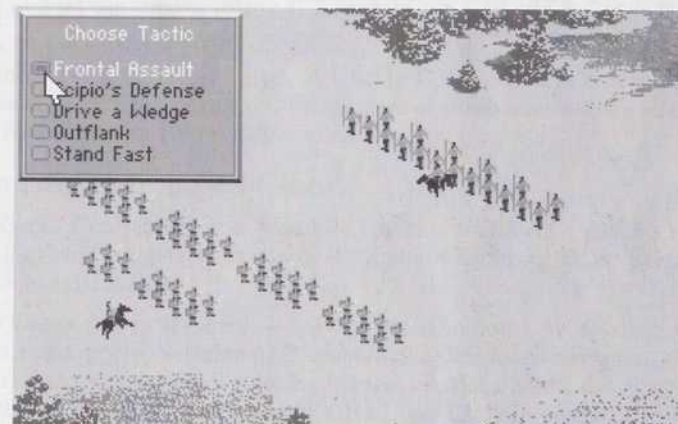 Choose Tactic
Frontal Assault
Scipio's Defense
Drive a Wedge
Outflank
Stand Fast